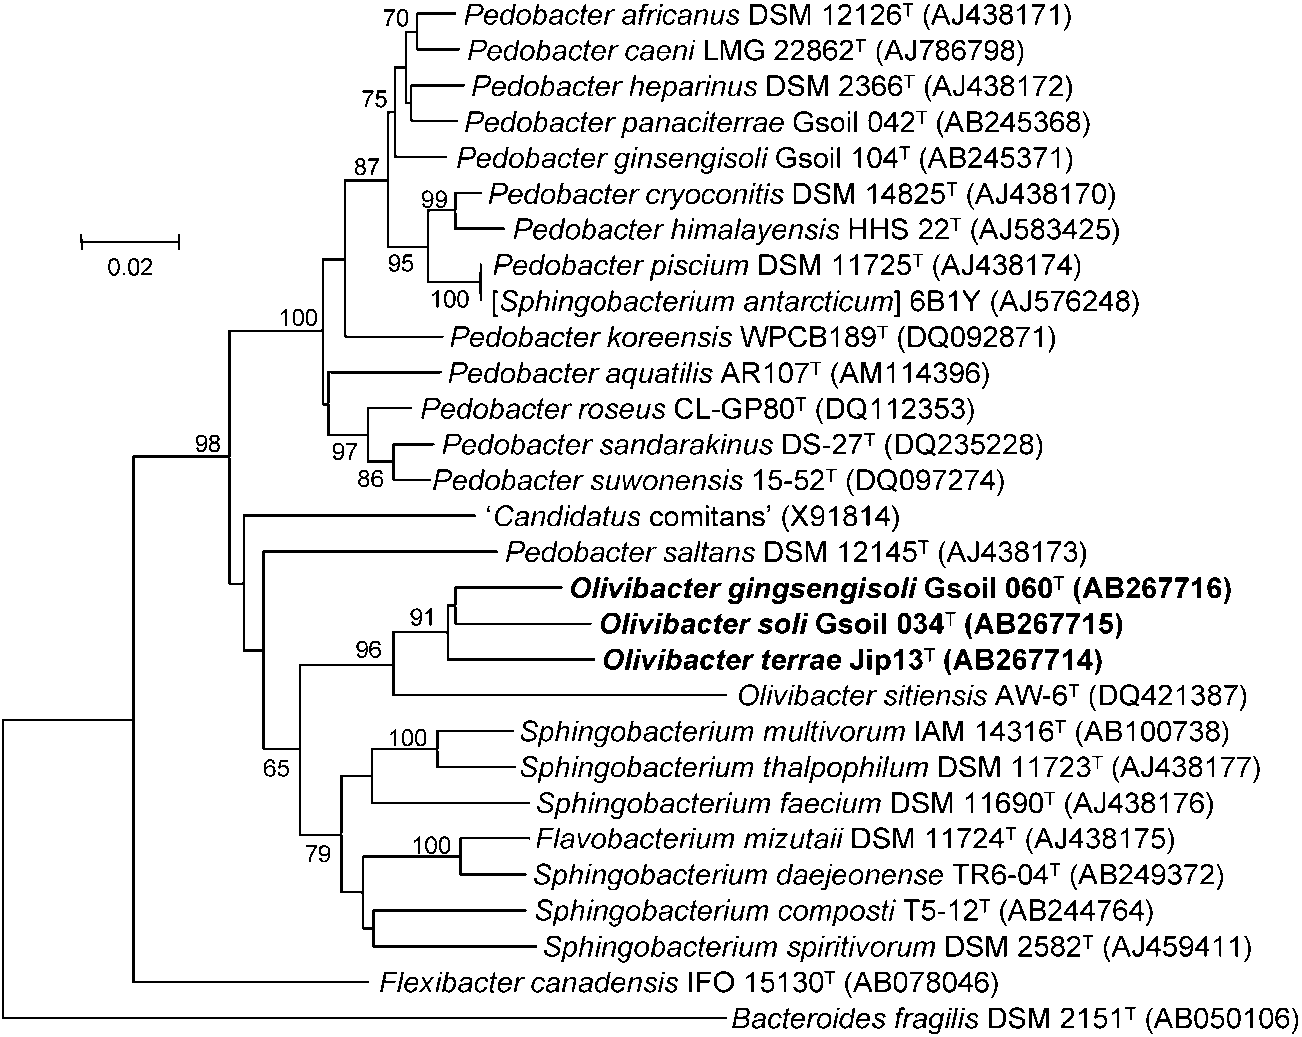 70
Pedobacter africanus DSM 12126ᵀ (AJ438171)
Pedobacter caeni LMG 22862ᵀ (AJ786798)
Pedobacter heparinus DSM 2366ᵀ (AJ438172)
75
Pedobacter panaciterrae Gsoil 042ᵀ (AB245368)
Pedobacter ginsengisoli Gsoil 104ᵀ (AB245371)
87
Pedobacter cryoconitis DSM 14825ᵀ (AJ438170)
99
Pedobacter himalayensis HHS 22ᵀ (AJ583425)
95
Pedobacter piscium DSM 11725ᵀ (AJ438174)
0.02
100
[Sphingobacterium antarcticum] 6B1Y (AJ576248)
100
Pedobacter koreensis WPCB189ᵀ (DQ092871)
Pedobacter aquatilis AR107ᵀ (AM114396)
Pedobacter roseus CL-GP80ᵀ (DQ112353)
98
97
Pedobacter sandarakinus DS-27ᵀ (DQ235228)
86
Pedobacter suwonensis 15-52ᵀ (DQ097274)
‘Candidatus comitans’ (X91814)
Pedobacter saltans DSM 12145ᵀ (AJ438173)
Olivibacter gingsengisoli Gsoil 060ᵀ (AB267716)
91
Olivibacter soli Gsoil 034ᵀ (AB267715)
96
Olivibacter terrae Jip13ᵀ (AB267714)
Olivibacter sitiensis AW-6ᵀ (DQ421387)
100
Sphingobacterium multivorum IAM 14316ᵀ (AB100738)
65
Sphingobacterium thalpophilum DSM 11723ᵀ (AJ438177)
Sphingobacterium faecium DSM 11690ᵀ (AJ438176)
Flavobacterium mizutaii DSM 11724ᵀ (AJ438175)
100
79
Sphingobacterium daejeonense TR6-04ᵀ (AB249372)
Sphingobacterium composti T5-12ᵀ (AB244764)
Sphingobacterium spiritivorum DSM 2582ᵀ (AJ459411)
Flexibacter canadensis IFO 15130ᵀ (AB078046)
Bacteroides fragilis DSM 2151ᵀ (AB050106)